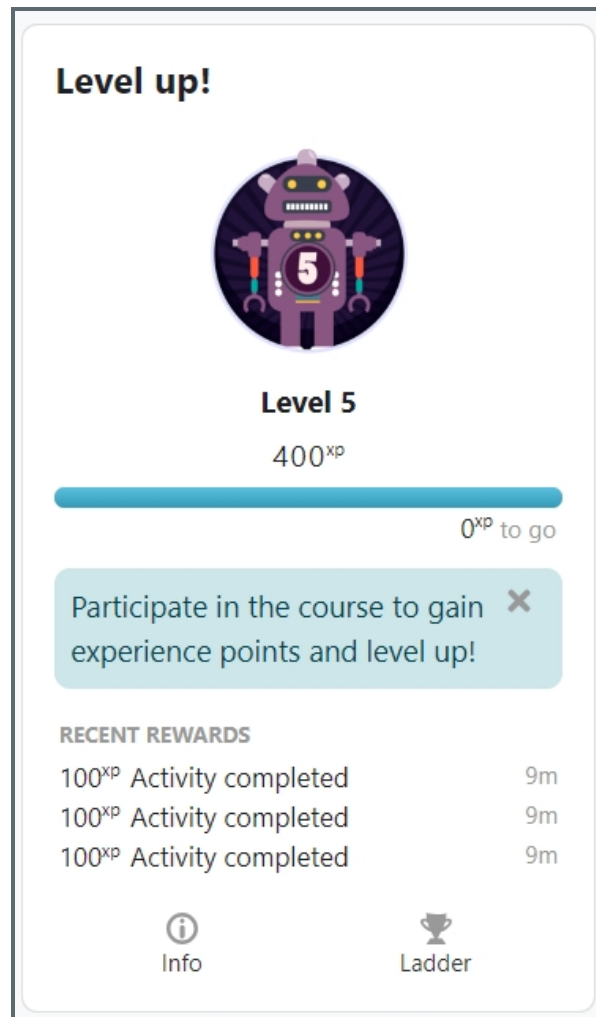 Level up!
5
Level 5
400xp
0xp to go
Participate in the course to gain
experience points and level up!
RECENT REWARDS
100xp Activity completed 9m
100xp Activity completed 9m
100xp Activity completed 9m
Info Ladder